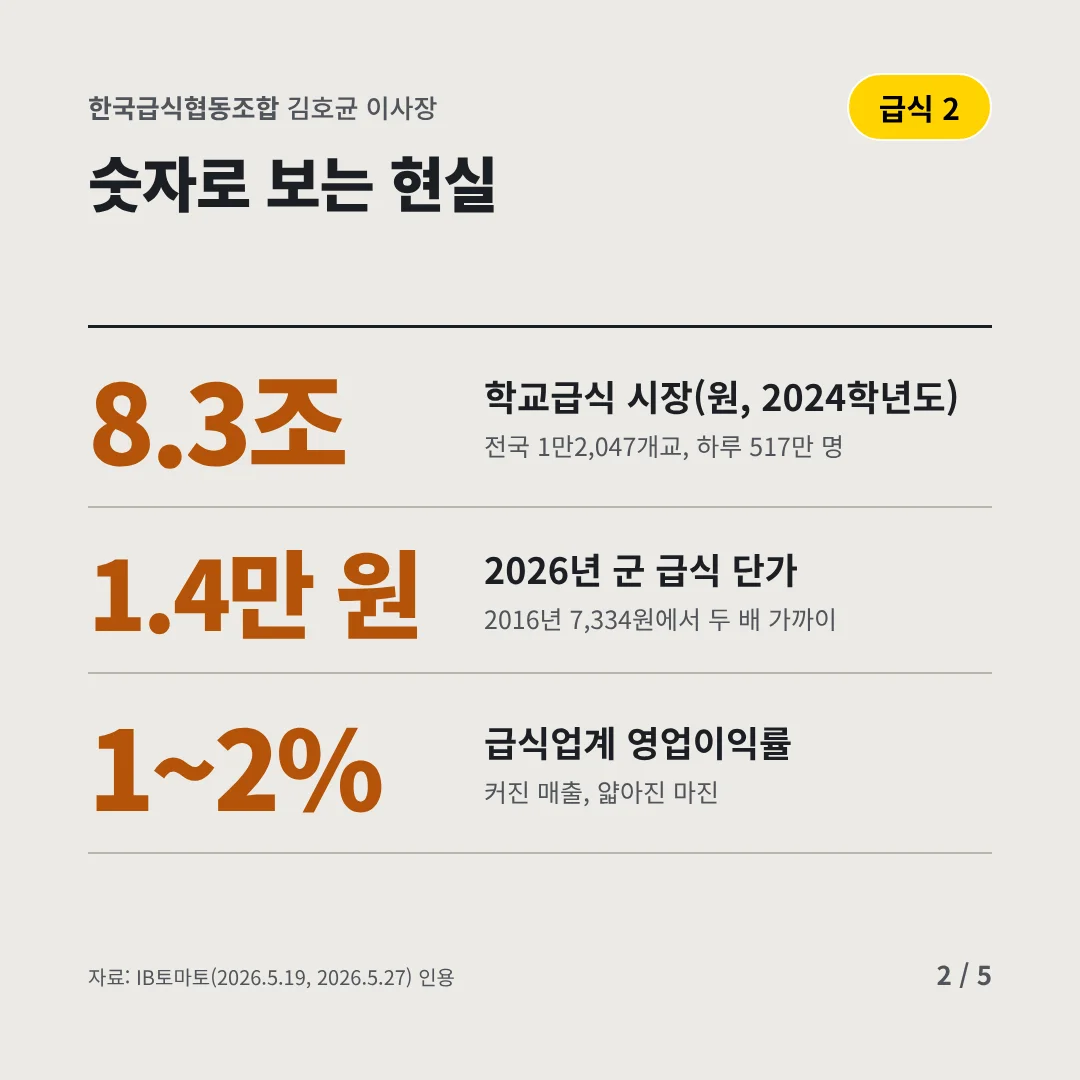 한국급식협동조합 김호균 이사장
급식 2
숫자로 보는 현실
8.3조
학교급식 시장(원, 2024학년도)
전국 1만2,047개교, 하루 517만 명
1.4만 원
2026년 군 급식 단가
2016년 7,334원에서 두 배 가까이
1~2%
급식업계 영업이익률
커진 매출, 얇아진 마진
자료: IB토마토(2026.5.19, 2026.5.27) 인용
2 / 5